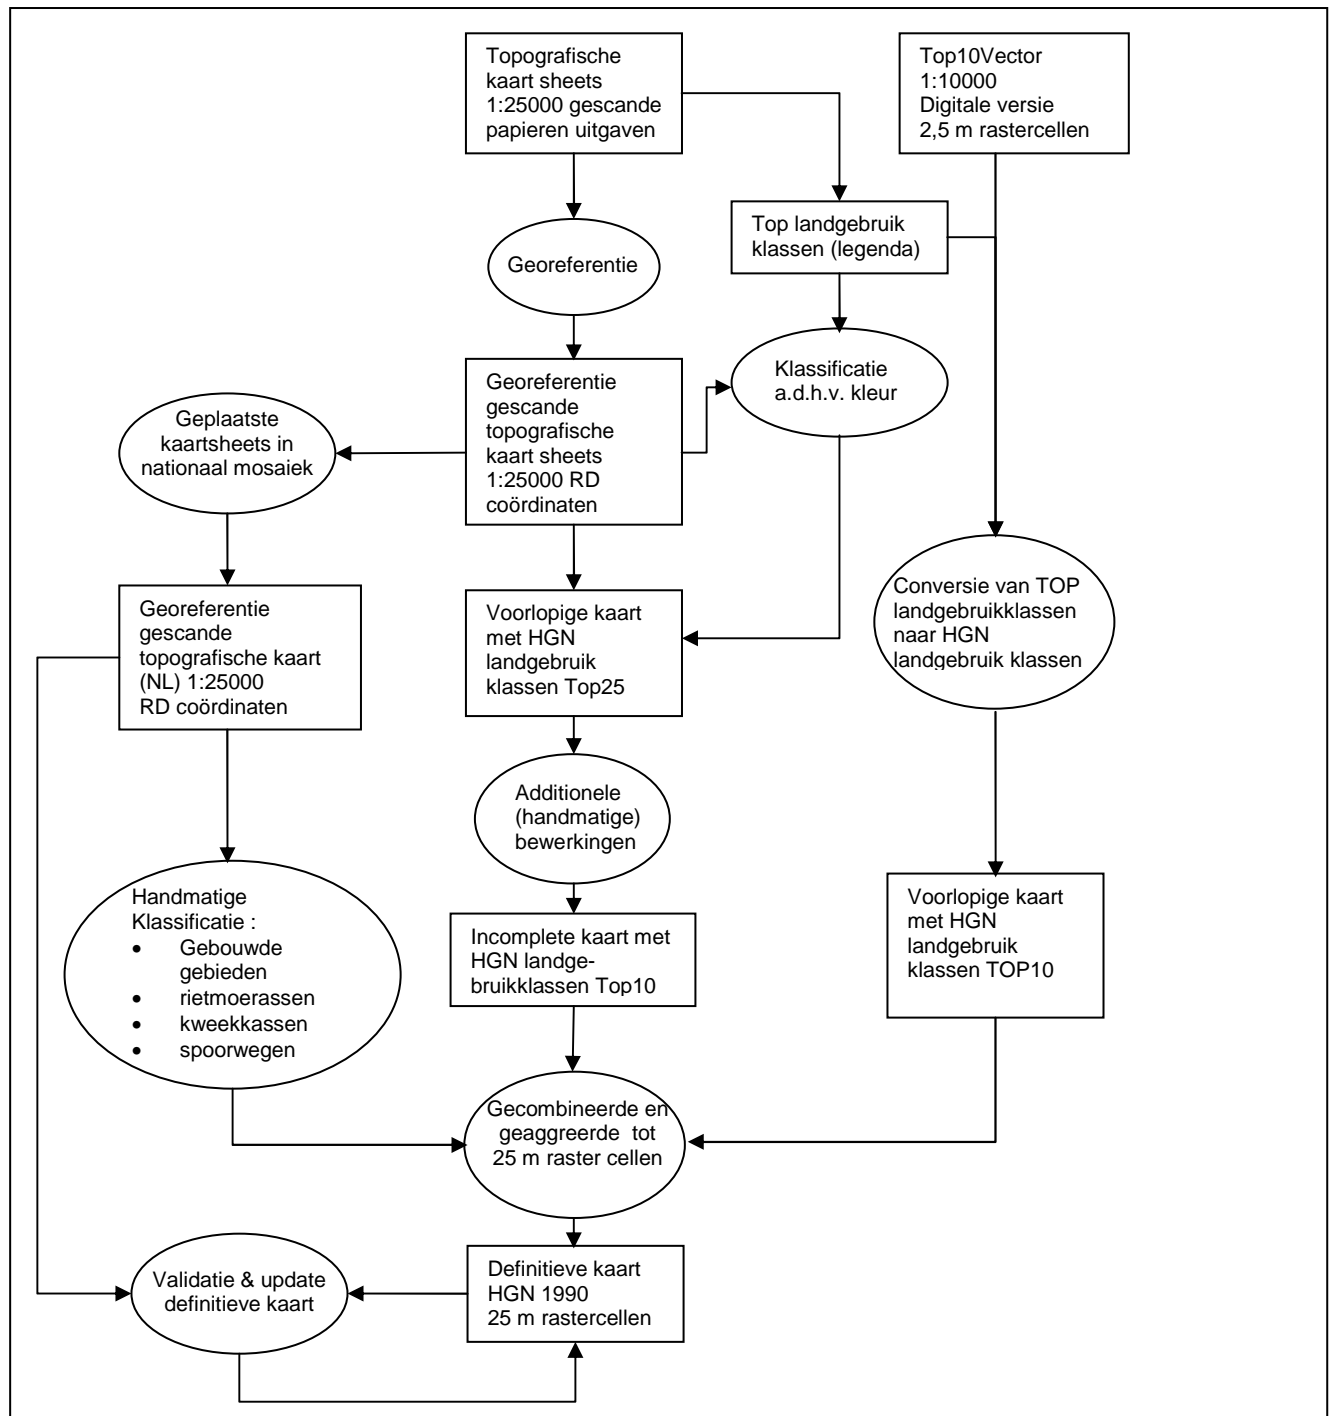 Topografische
kaart sheets
1:25000 gescande
papieren uitgaven
Top10Vector
1:10000
Digitale versie
2,5 m rastercellen
Top landgebruik
klassen (legenda)
Georeferentie
Klassificatie
a.d.h.v. kleur
Georeferentie
gescande
topografische
kaart sheets
1:25000 RD
coördinaten
Geplaatste
kaartsheets in
nationaal mosaiek
Conversie van TOP
landgebruikklassen
naar HGN
landgebruik klassen
Georeferentie
gescande
topografische kaart
(NL) 1:25000
RD coördinaten
Voorlopige kaart
met HGN
landgebruik
klassen Top25
Additionele
(handmatige)
bewerkingen
Handmatige
Klassificatie :
• Gebouwde
gebieden
• rietmoerassen
• kweekkassen
• spoorwegen
Incomplete kaart met
HGN landge-
bruikklassen Top10
Voorlopige kaart
met HGN
landgebruik
klassen TOP10
Gecombineerde en
geaggreerde tot
25 m raster cellen
Validatie & update
definitieve kaart
Definitieve kaart
HGN 1990
25 m rastercellen